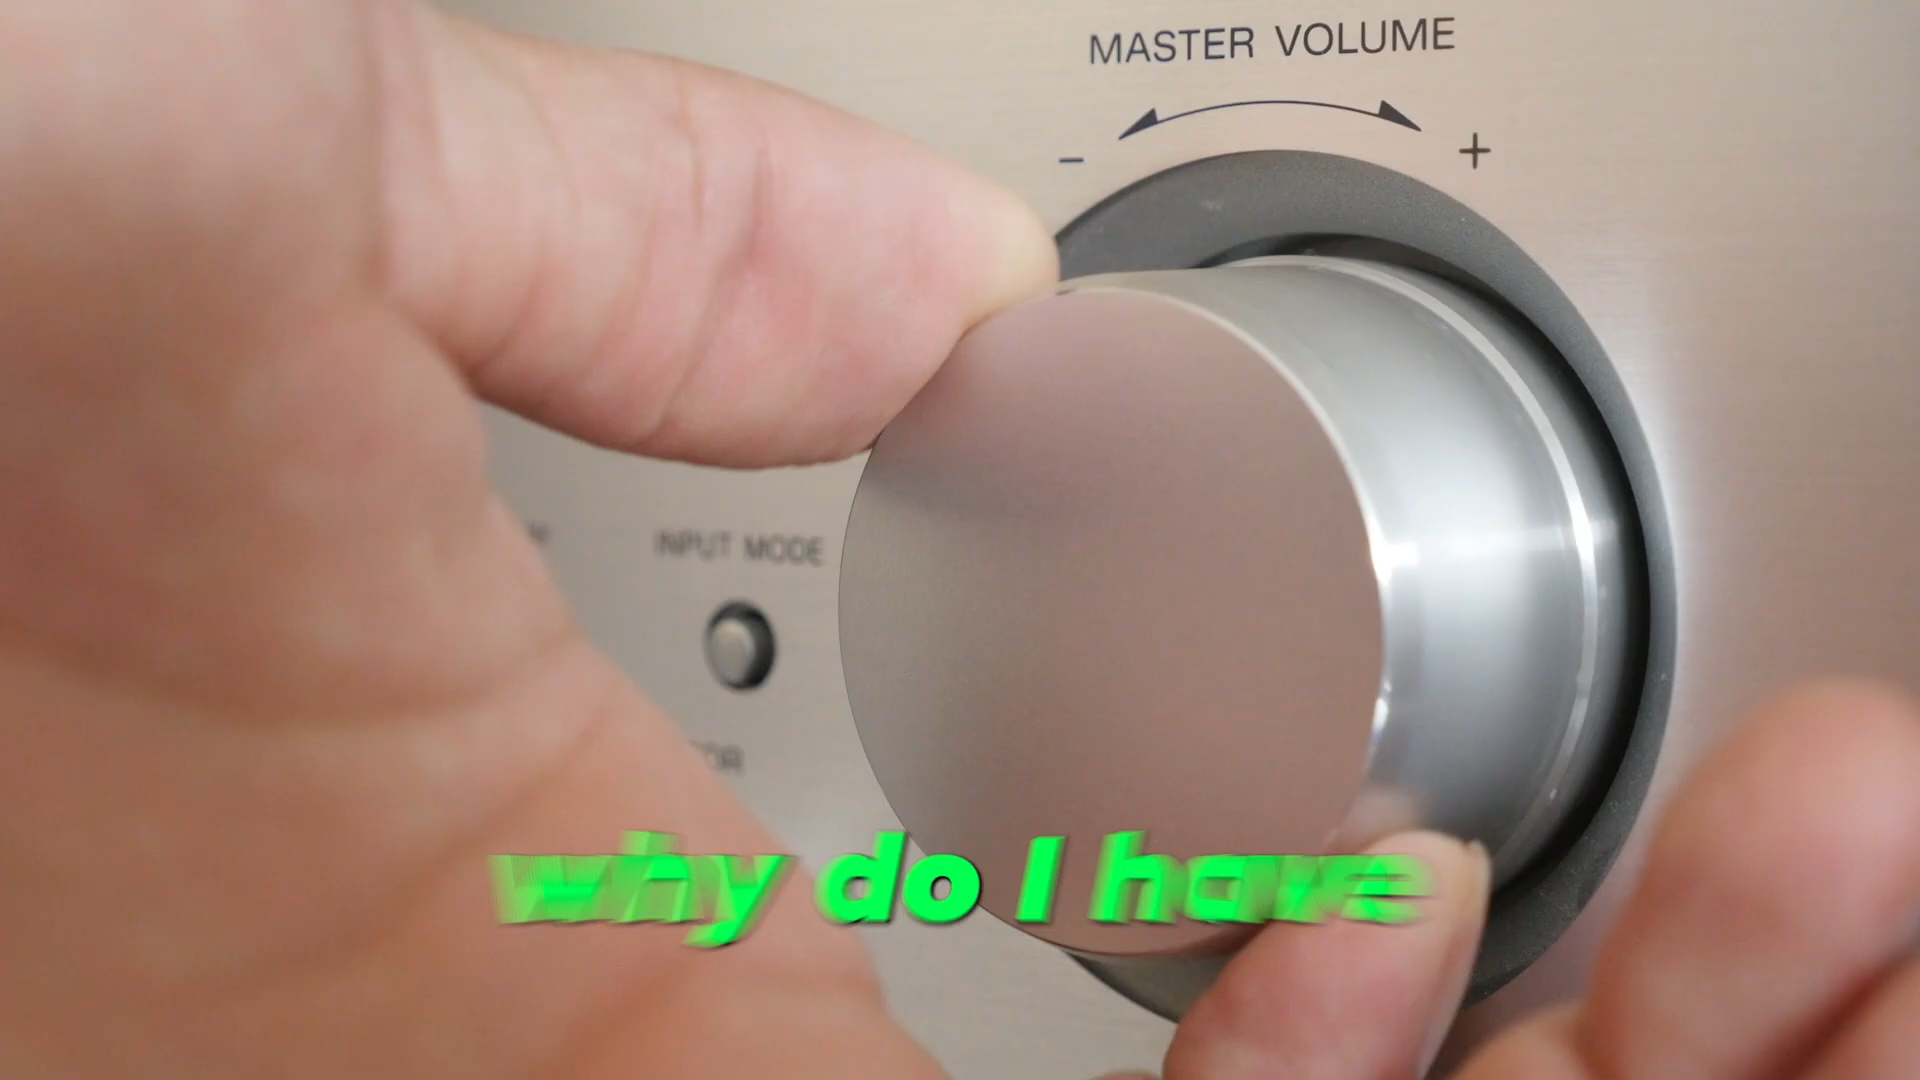 MASTER VOLUME
- +
INPUT MODE
why do I have